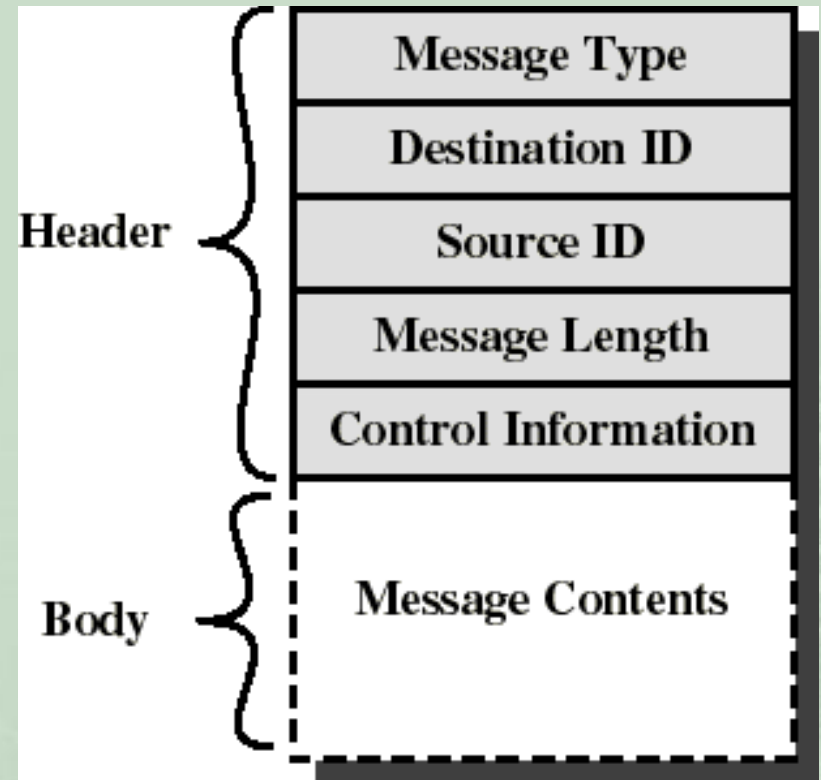 Message Type
Destination ID
Header
Source ID
Message Length
Control Information
Body
Message Contents